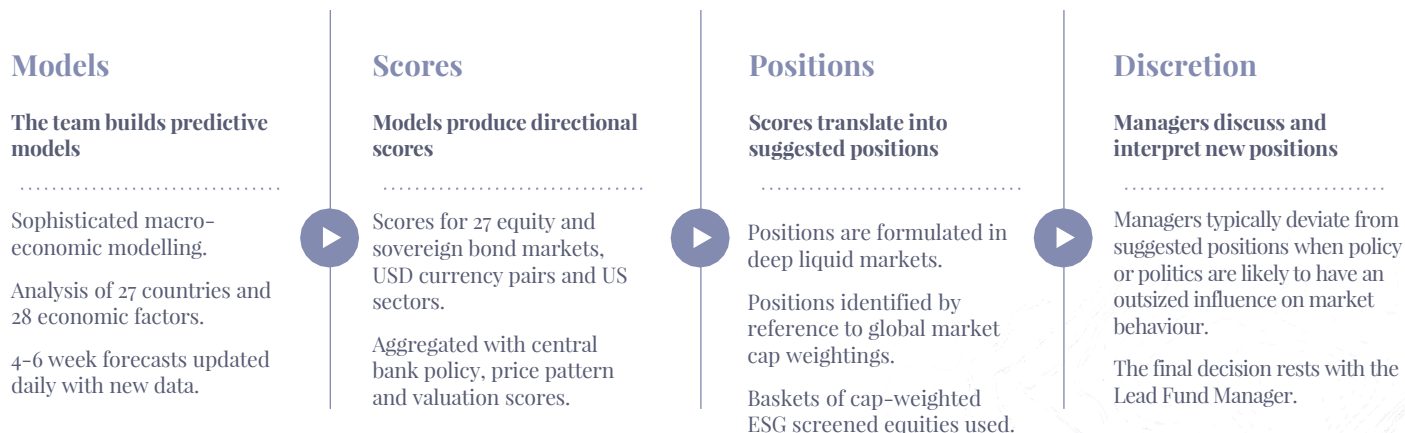 Models
The team builds predictive
models
Sophisticated macro-
economic modelling.
Analysis of 27 countries and
28 economic factors.
4-6 week forecasts updated
daily with new data.
Scores
Models produce directional
scores
Scores for 27 equity and
sovereign bond markets,
USD currency pairs and US
sectors.
Aggregated with central
bank policy, price pattern
and valuation scores.
Positions
Scores translate into
suggested positions
Positions are formulated in
deep liquid markets.
Positions identified by
reference to global market
cap weightings.
Baskets of cap-weighted
ESG screened equities used.
Discretion
Managers discuss and
interpret new positions
Managers typically deviate from
suggested positions when policy
or politics are likely to have an
outsized influence on market
behaviour.
The final decision rests with the
Lead Fund Manager.